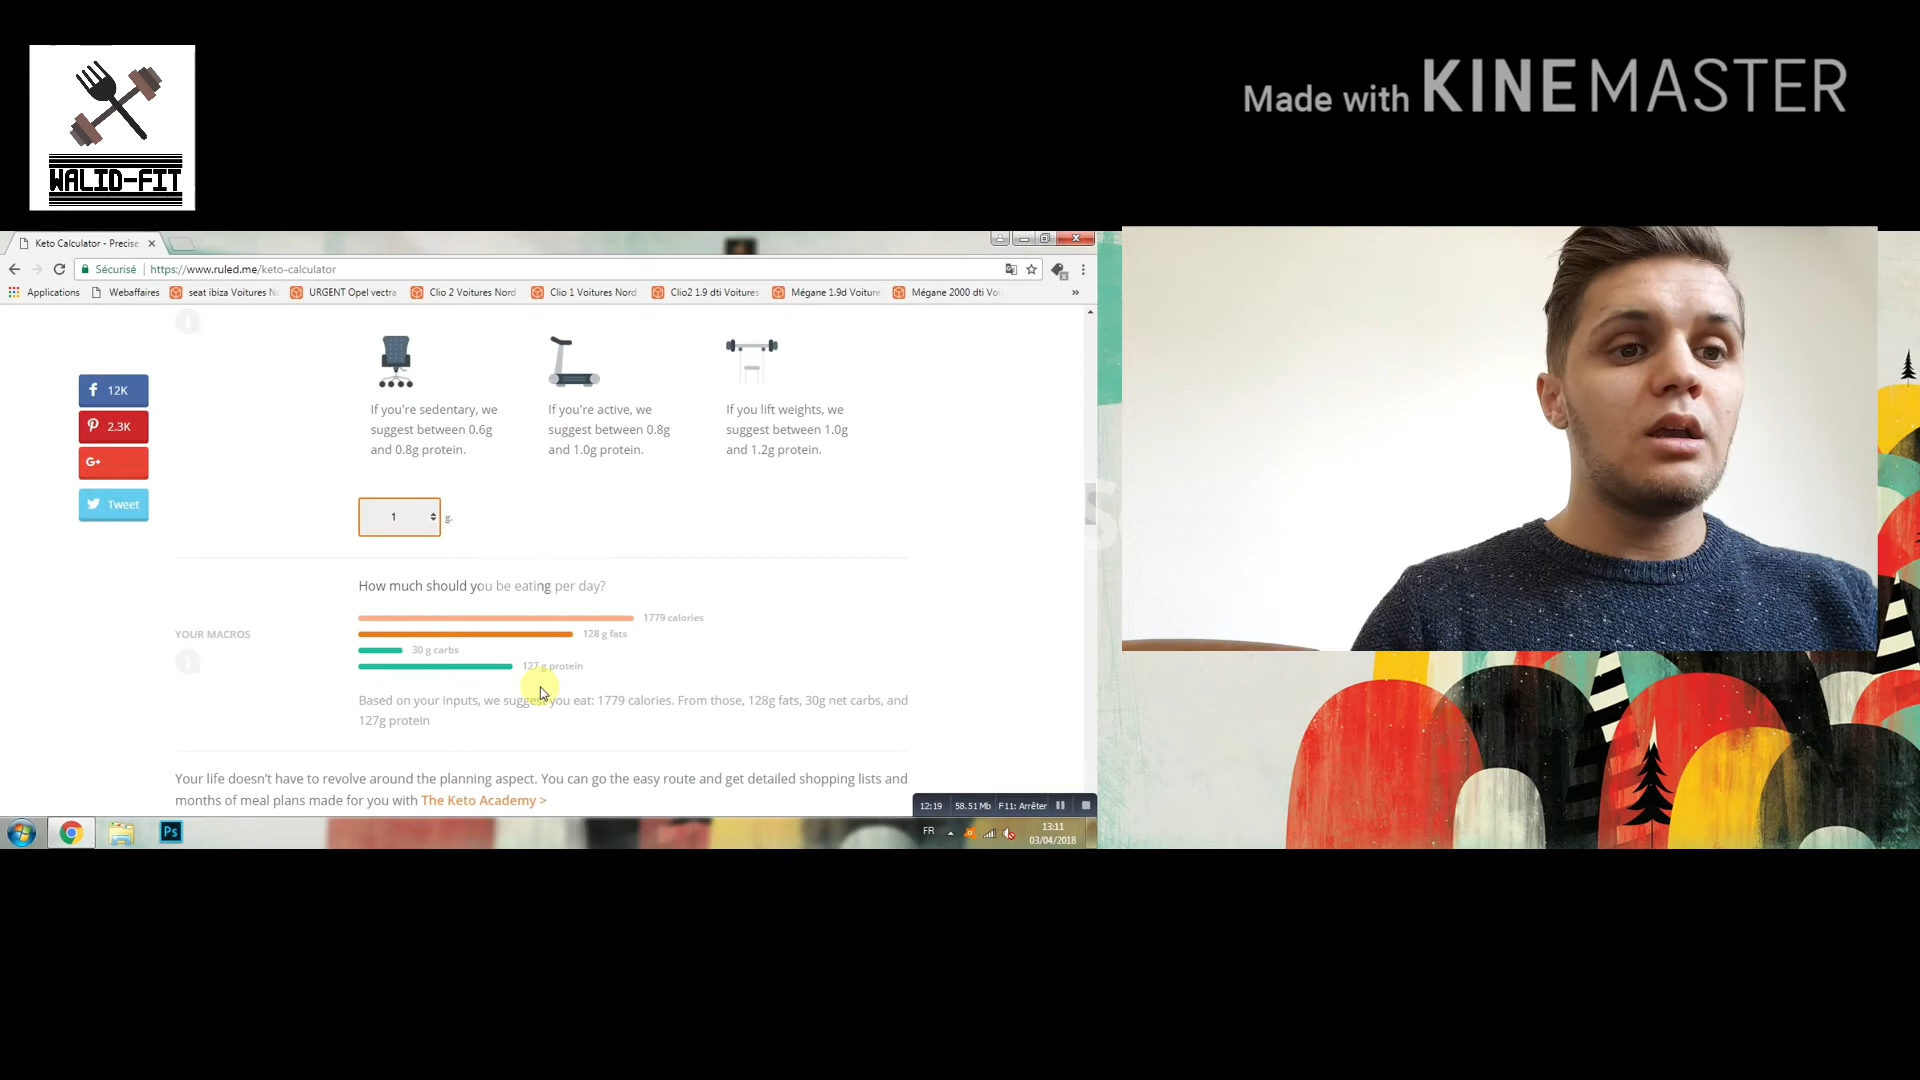 WALID-FIT
Made with KINEMASTER
Keto Calculator - Precise
Sécurisé
https://www.ruled.me/keto-calculator
Applications
Webaffaires
seat ibiza Voitures N
URGENT Opel vectra
Clio 2 Voitures Nord
Clio 1 Voitures Nord
Clio2 1.9 dti Voitures
Mégane 1.9d Voiture
Mégane 2000 dti Voi
»
12K
2.3K
G+
Tweet
If you're sedentary, we
suggest between 0.6g
and 0.8g protein.
If you're active, we
suggest between 0.8g
and 1.0g protein.
If you lift weights, we
suggest between 1.0g
and 1.2g protein.
1
g.
YOUR MACROS
How much should you be eating per day?
1779 calories
128 g fats
30 g carbs
127 g protein
Based on your inputs, we suggest you eat: 1779 calories. From those, 128g fats, 30g net carbs, and
127g protein
Your life doesn't have to revolve around the planning aspect. You can go the easy route and get detailed shopping lists and
months of meal plans made for you with The Keto Academy >
12:19
58.51 Mb
F11: Arrêter
Ps
FR
13:11
03/04/2018